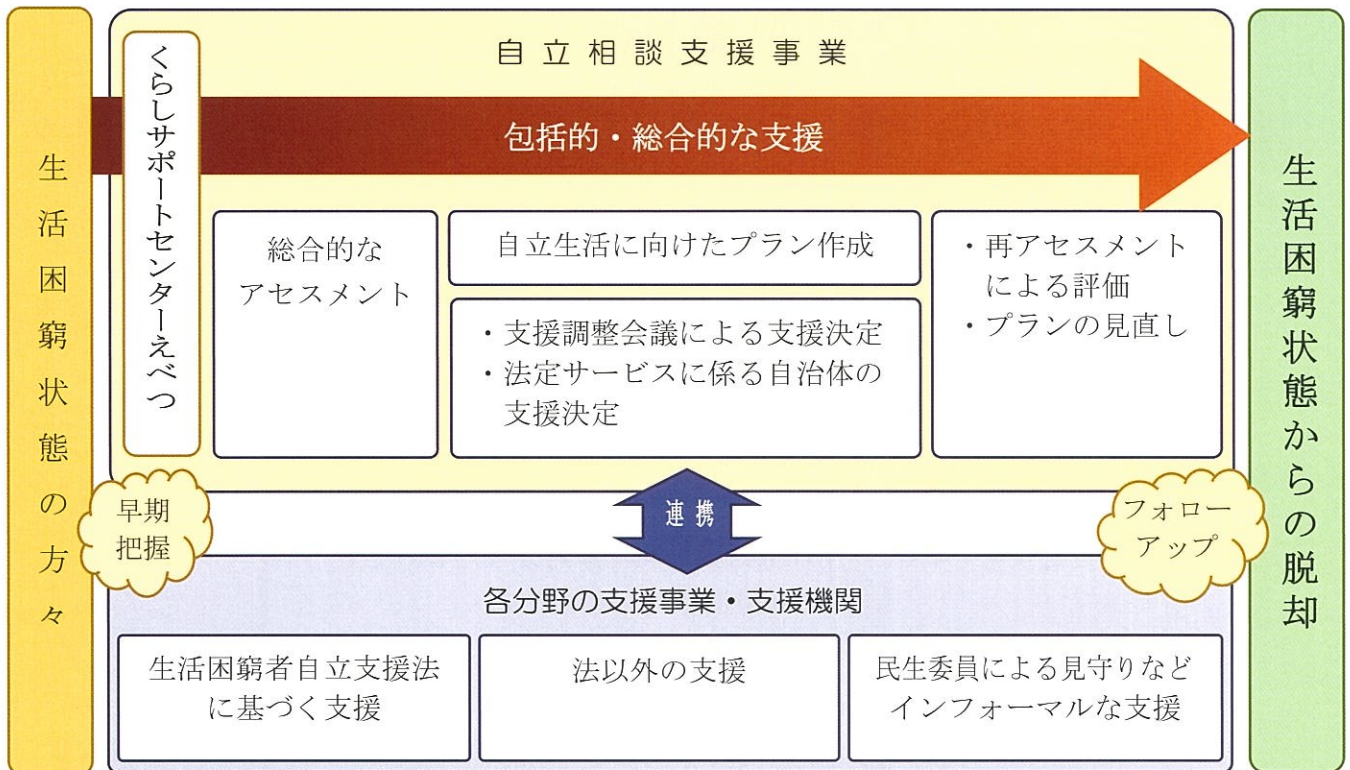 生活困窮状態の方々
くらしサポートセンターえべつ
自立相談支援事業
包括的・総合的な支援
総合的な
アセスメント
自立生活に向けたプラン作成
・支援調整会議による支援決定
・法定サービスに係る自治体の
支援決定
・再アセスメント
による評価
・プランの見直し
早期
把握
連携
フォロー
アップ
各分野の支援事業・支援機関
生活困窮者自立支援法
に基づく支援
法以外の支援
民生委員による見守りなど
インフォーマルな支援
生活困窮状態からの脱却